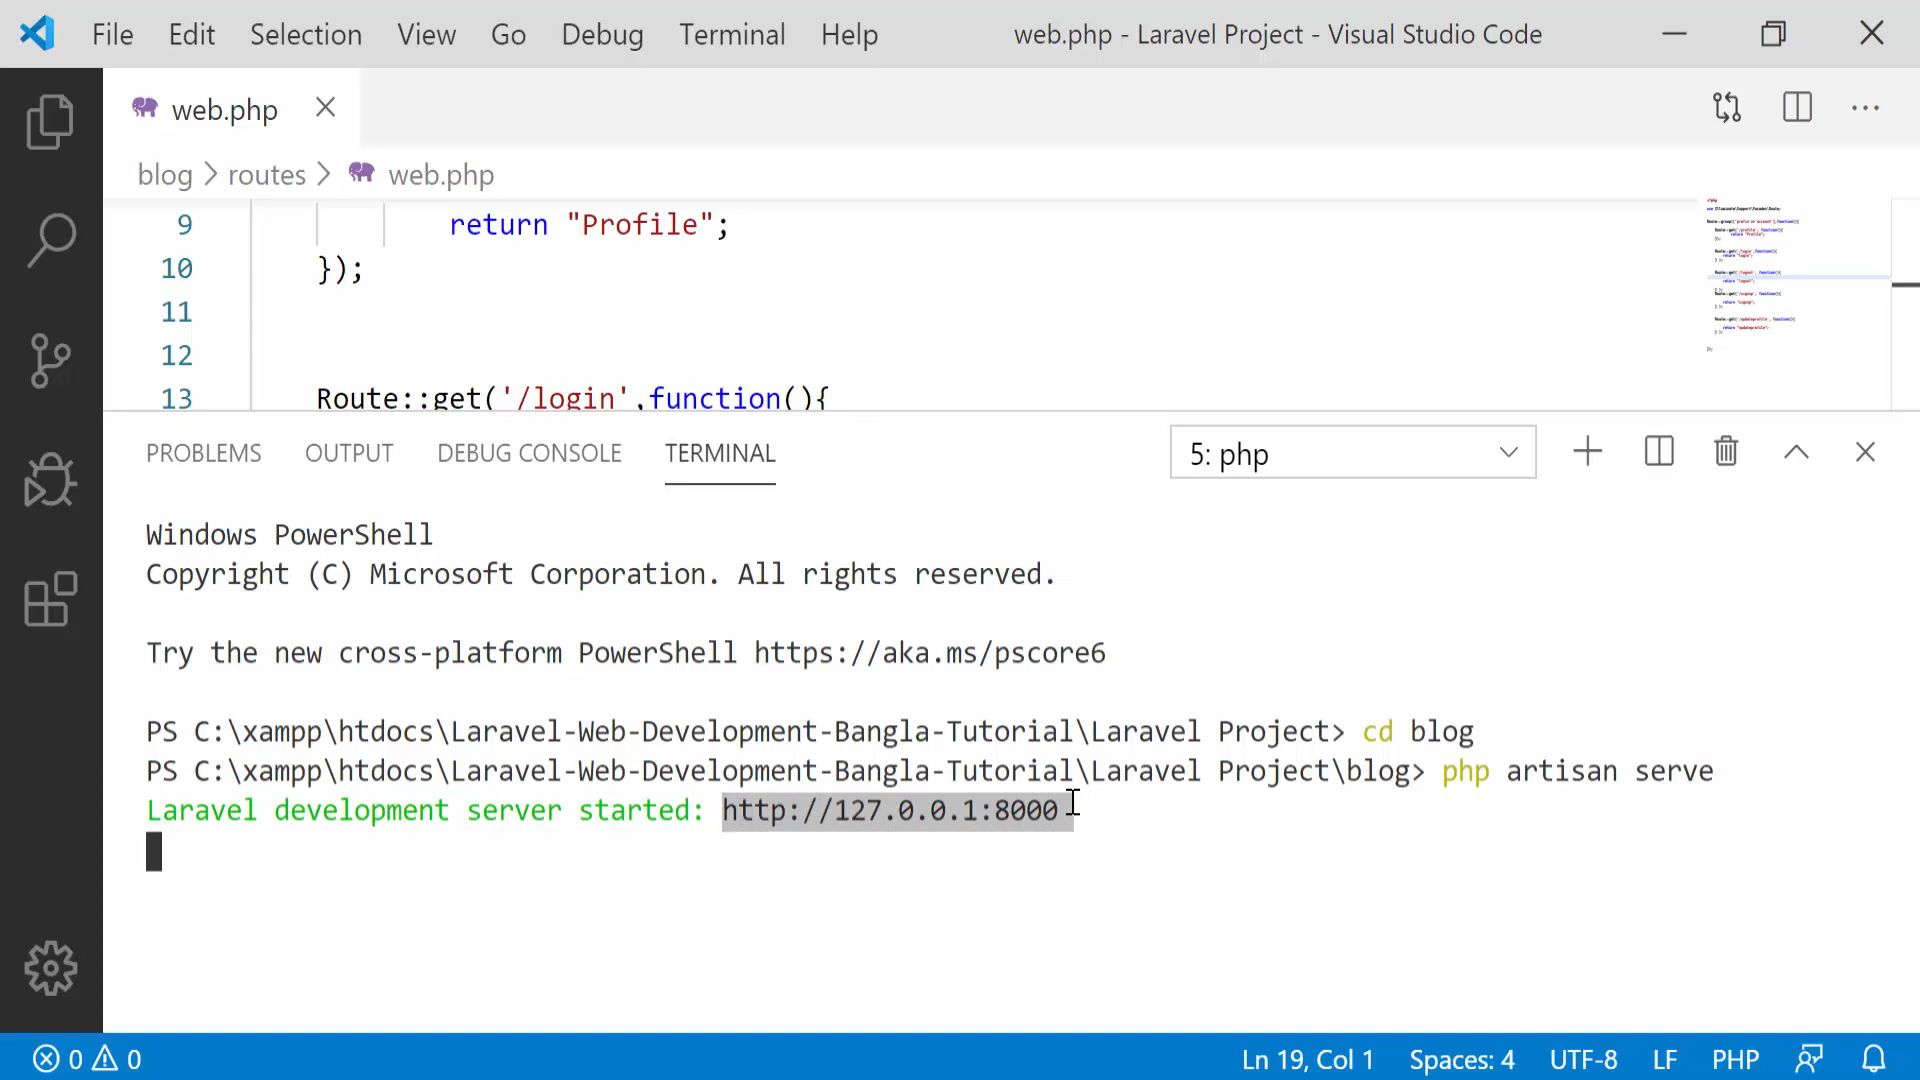 File Edit Selection View Go Debug Terminal Help web.php - Laravel Project - Visual Studio Code
web.php
blog > routes > web.php
9 return "Profile";
10 });
11
12
13 Route::get('/login',function(){
PROBLEMS OUTPUT DEBUG CONSOLE TERMINAL 5: php
Windows PowerShell
Copyright (C) Microsoft Corporation. All rights reserved.
Try the new cross-platform PowerShell https://aka.ms/pscore6
PS C:\xampp\htdocs\Laravel-Web-Development-Bangla-Tutorial\Laravel Project> cd blog
PS C:\xampp\htdocs\Laravel-Web-Development-Bangla-Tutorial\Laravel Project\blog> php artisan serve
Laravel development server started: http://127.0.0.1:8000
0 0 Ln 19, Col 1 Spaces: 4 UTF-8 LF PHP